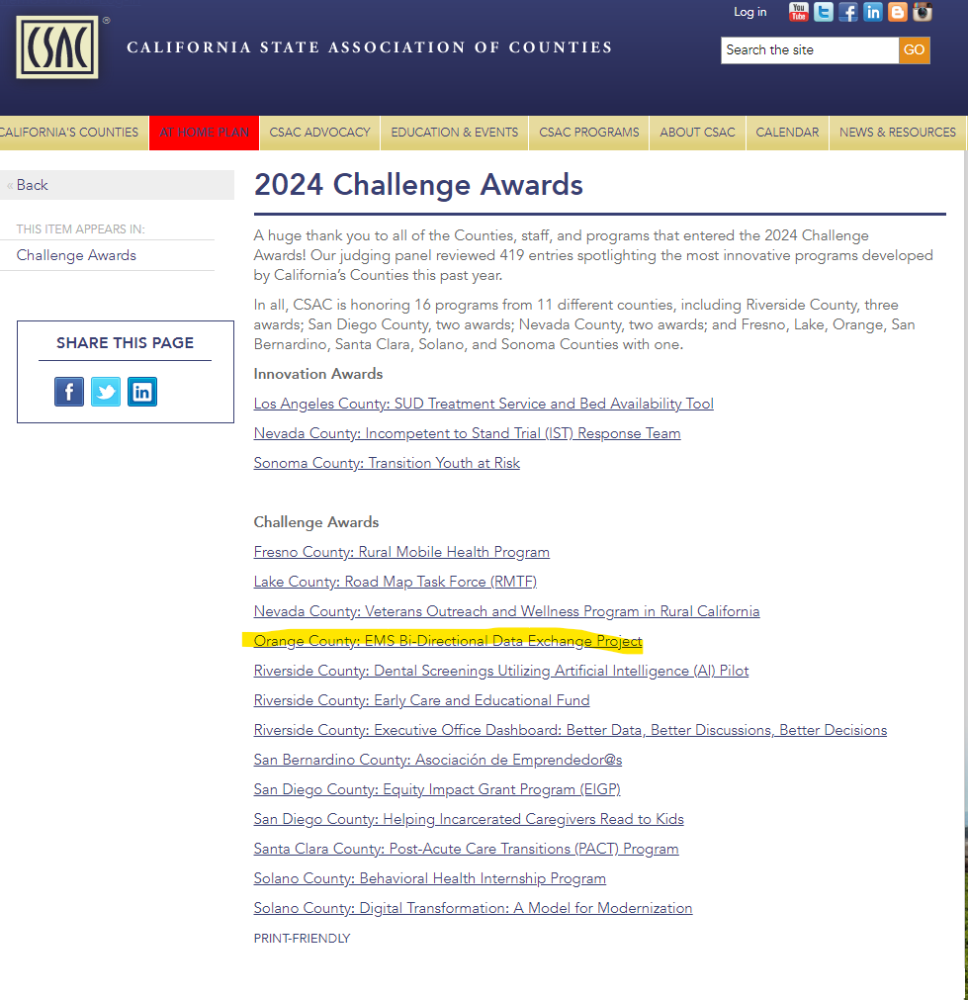 Log in
You Tube
CSAC ®
CALIFORNIA STATE ASSOCIATION OF COUNTIES
Search the site GO
CALIFORNIA'S COUNTIES AT HOME PLAN CSAC ADVOCACY EDUCATION & EVENTS CSAC PROGRAMS ABOUT CSAC CALENDAR NEWS & RESOURCES
« Back
THIS ITEM APPEARS IN:
Challenge Awards
SHARE THIS PAGE
2024 Challenge Awards
A huge thank you to all of the Counties, staff, and programs that entered the 2024 Challenge
Awards! Our judging panel reviewed 419 entries spotlighting the most innovative programs developed
by California’s Counties this past year.
In all, CSAC is honoring 16 programs from 11 different counties, including Riverside County, three
awards; San Diego County, two awards; Nevada County, two awards; and Fresno, Lake, Orange, San
Bernardino, Santa Clara, Solano, and Sonoma Counties with one.
Innovation Awards
Los Angeles County: SUD Treatment Service and Bed Availability Tool
Nevada County: Incompetent to Stand Trial (IST) Response Team
Sonoma County: Transition Youth at Risk
Challenge Awards
Fresno County: Rural Mobile Health Program
Lake County: Road Map Task Force (RMTF)
Nevada County: Veterans Outreach and Wellness Program in Rural California
Orange County: EMS Bi-Directional Data Exchange Project
Riverside County: Dental Screenings Utilizing Artificial Intelligence (AI) Pilot
Riverside County: Early Care and Educational Fund
Riverside County: Executive Office Dashboard: Better Data, Better Discussions, Better Decisions
San Bernardino County: Asociación de Emprendedor@s
San Diego County: Equity Impact Grant Program (EIGP)
San Diego County: Helping Incarcerated Caregivers Read to Kids
Santa Clara County: Post-Acute Care Transitions (PACT) Program
Solano County: Behavioral Health Internship Program
Solano County: Digital Transformation: A Model for Modernization
PRINT-FRIENDLY